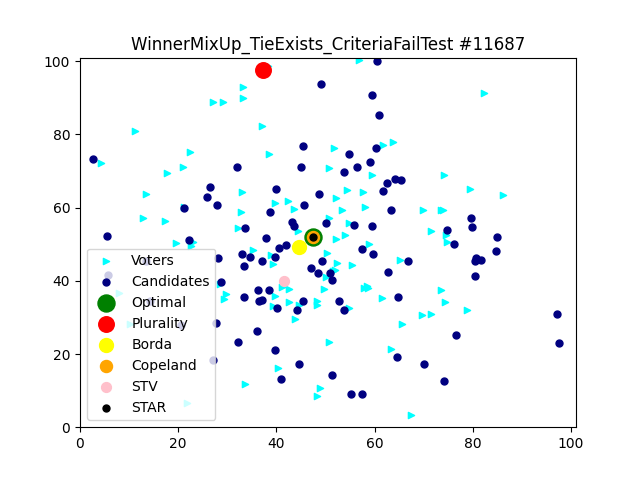 WinnerMixUp_TieExists_CriteriaFailTest #11687
100
80
60
40
20
0
Voters
Candidates
Optimal
Plurality
Borda
Copeland
STV
STAR
0 20 40 60 80 100